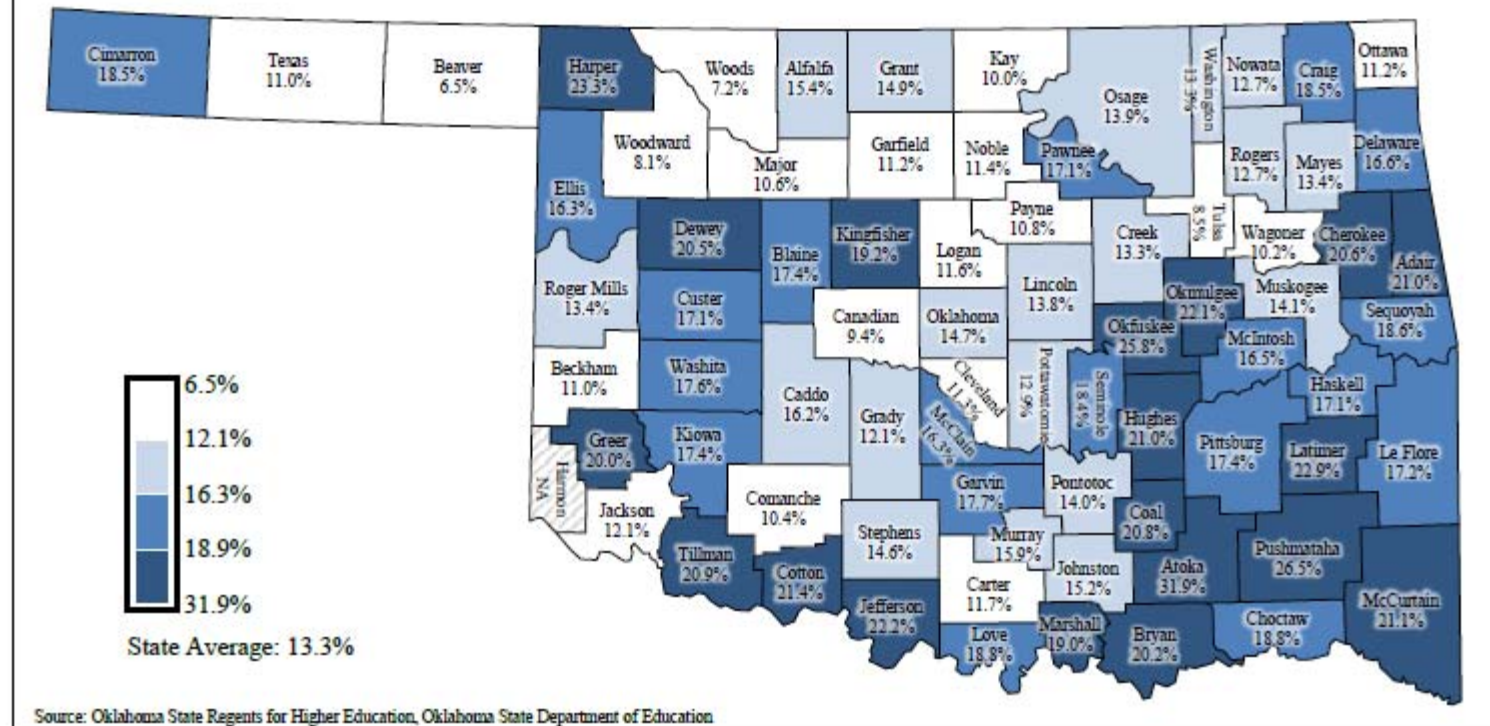 Cimarron
18.5%
Texas
11.0%
Beaver
6.5%
Harper
23.3%
Woods
7.2%
Alfalfa
15.4%
Grant
14.9%
Kay
10.0%
Osage
13.9%
Washington
13.3%
Nowata
12.7%
Craig
18.5%
Ottawa
11.2%
Ellis
16.3%
Woodward
8.1%
Major
10.6%
Garfield
11.2%
Noble
11.4%
Pawnee
17.1%
Rogers
12.7%
Mayes
13.4%
Delaware
16.6%
Roger Mills
13.4%
Dewey
20.5%
Blaine
17.4%
Kingfisher
19.2%
Logan
11.6%
Payne
10.8%
Creek
13.3%
Tulsa
8.5%
Wagoner
10.2%
Cherokee
20.6%
Adair
21.0%
Custer
17.1%
Canadian
9.4%
Oklahoma
14.7%
Lincoln
13.8%
Okfuskee
25.8%
Okmulgee
22.1%
Muskogee
14.1%
McIntosh
16.5%
Sequoyah
18.6%
Beckham
11.0%
Washita
17.6%
Caddo
16.2%
Grady
12.1%
Cleveland
11.3%
McClain
16.3%
Pottawatomie
12.9%
Seminole
18.4%
Hughes
21.0%
Pittsburg
17.4%
Haskell
17.1%
Latimer
22.9%
Le Flore
17.2%
Harmon
NA
Greer
20.0%
Kiowa
17.4%
Jackson
12.1%
Comanche
10.4%
Stephens
14.6%
Garvin
17.7%
Murray
15.9%
Pontotoc
14.0%
Coal
20.8%
Tillman
20.9%
Cotton
21.4%
Jefferson
22.2%
Carter
11.7%
Johnston
15.2%
Atoka
31.9%
Pushmataha
26.5%
McCurtain
21.1%
Love
18.8%
Marshall
19.0%
Bryan
20.2%
Choctaw
18.8%
6.5%
12.1%
16.3%
18.9%
31.9%
State Average: 13.3%
Source: Oklahoma State Regents for Higher Education, Oklahoma State Department of Education